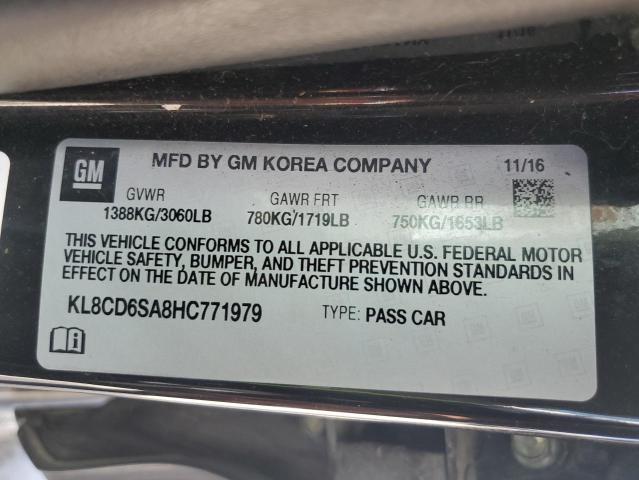 GM MFD BY GM KOREA COMPANY 11/16
GVWR GAWR FRT GAWR RR
1388KG/3060LB 780KG/1719LB 750KG/1653LB
THIS VEHICLE CONFORMS TO ALL APPLICABLE U.S. FEDERAL MOTOR
VEHICLE SAFETY, BUMPER, AND THEFT PREVENTION STANDARDS IN
EFFECT ON THE DATE OF MANUFACTURE SHOWN ABOVE.
KL8CD6SA8HC771979 TYPE: PASS CAR